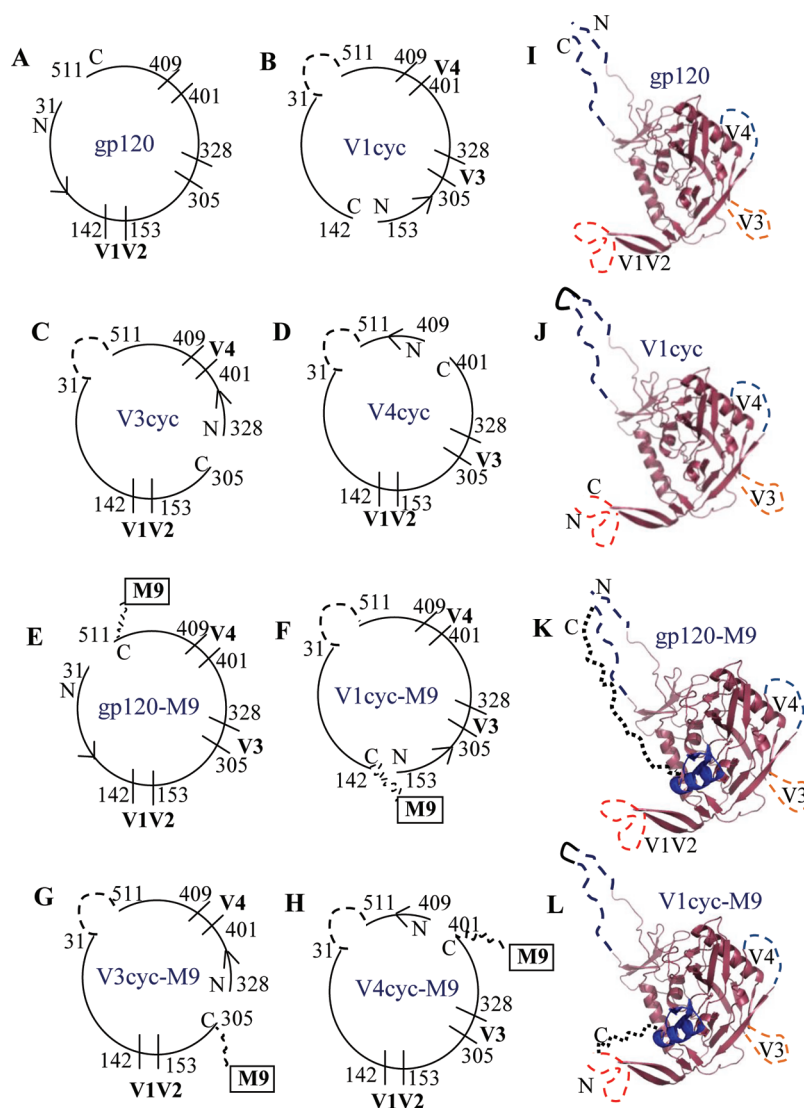 A
C
511
409
401
31
N
gp120
328
305
142
153
V1V2
B
511
409
V4
401
31
V1cyc
328
V3
305
C
N
142
153
I
N
C
gp120
V4
V3
V1V2
C
511
409
V4
401
31
V3cyc
N
328
C
305
142
153
V1V2
D
511
409
N
C
401
31
V4cyc
328
V3
305
142
153
V1V2
J
V1cyc
V4
V3
C
N
E
M9
511
C
409
V4
401
31
N
gp120-M9
328
V3
305
142
153
V1V2
F
511
409
V4
401
31
V1cyc-M9
328
V3
305
C
N
142
153
M9
K
N
C
gp120-M9
V4
V3
V1V2
G
511
409
V4
401
31
V3cyc-M9
N
328
C
305
142
153
V1V2
M9
H
511
409
N
401
C
M9
31
V4cyc-M9
328
V3
305
142
153
V1V2
L
V1cyc-M9
V4
V3
C
N